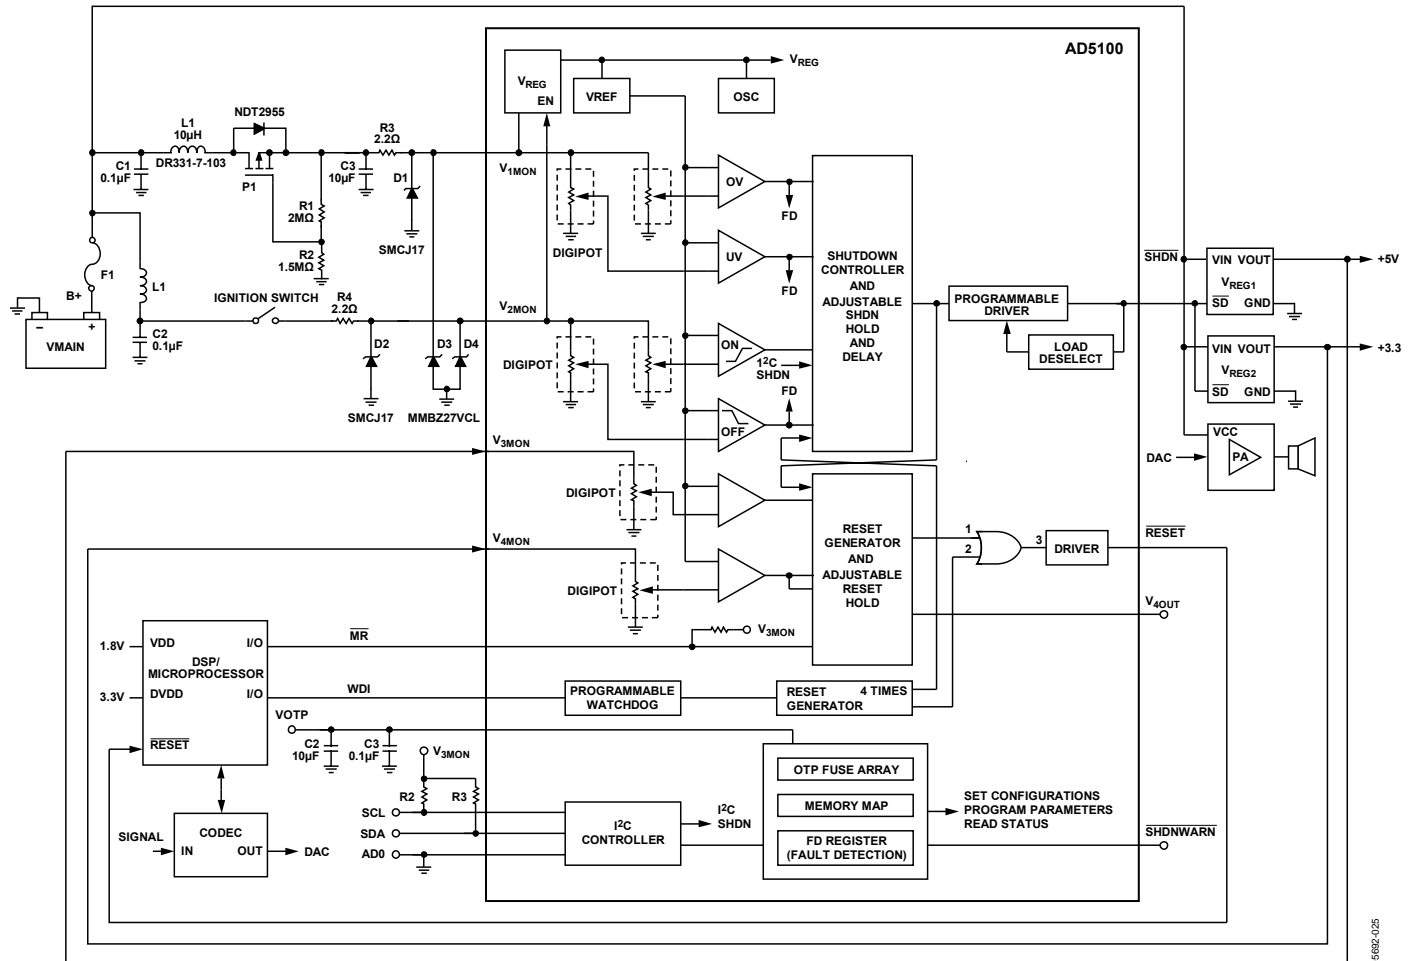 AD5100
VREG
EN
VREG
VREF
OSC
NDT2955
L1
10µH
DR331-7-103
C1
0.1µF
P1
R3
2.2Ω
C3
10µF
D1
R1
2MΩ
R2
1.5MΩ
SMCJ17
V1MON
DIGIPOT
OV
FD
UV
FD
SHUTDOWN
CONTROLLER
AND
ADJUSTABLE
SHDN
HOLD
AND
DELAY
SHDN
VIN VOUT
VREG1
SD GND
+5V
F1
B+
L1
IGNITION SWITCH
R4
2.2Ω
V2MON
PROGRAMMABLE
DRIVER
LOAD
DESELECT
– +
VMAIN
C2
0.1µF
D2
D3
D4
SMCJ17
MMBZ27VCL
DIGIPOT
ON
1²C
SHDN
FD
OFF
VIN VOUT
VREG2
SD GND
+3.3
VCC
PA
DAC
V3MON
DIGIPOT
V4MON
DIGIPOT
RESET
GENERATOR
AND
ADJUSTABLE
RESET
HOLD
1
2
3
DRIVER
RESET
V4OUT
V3MON
1.8V
VDD
I/O
DSP/
MICROPROCESSOR
3.3V
DVDD
I/O
RESET
MR
WDI
PROGRAMMABLE
WATCHDOG
RESET
GENERATOR
4 TIMES
VOTP
C2
10µF
C3
0.1µF
V3MON
R2
R3
SCL
SDA
AD0
I²C
CONTROLLER
I²C
SHDN
OTP FUSE ARRAY
MEMORY MAP
FD REGISTER
(FAULT DETECTION)
SET CONFIGURATIONS
PROGRAM PARAMETERS
READ STATUS
SHDNWARN
SIGNAL
CODEC
IN
OUT
DAC
5692-025